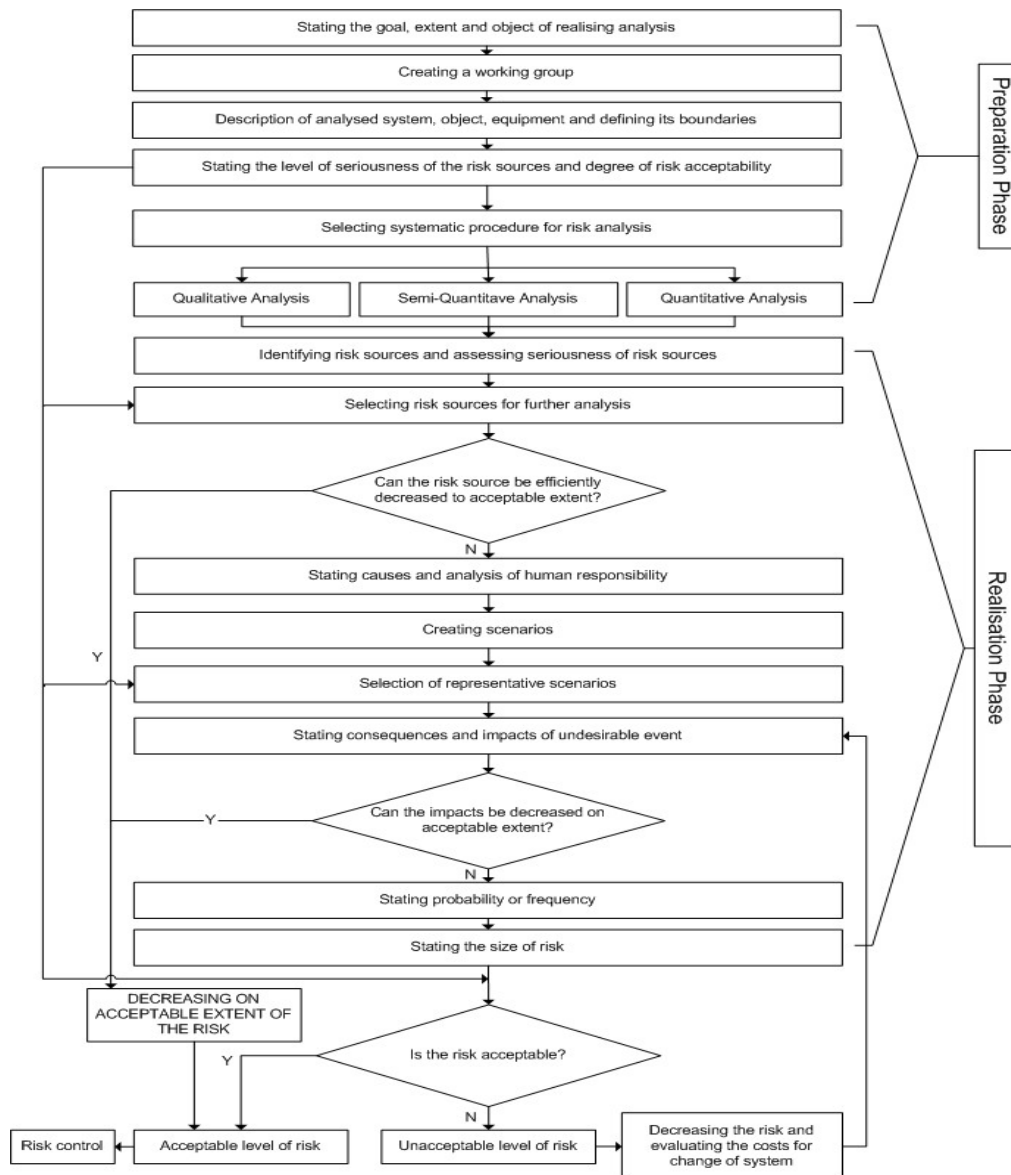 Stating the goal, extent and object of realising analysis
Creating a working group
Description of analysed system, object, equipment and defining its boundaries
Stating the level of seriousness of the risk sources and degree of risk acceptability
Selecting systematic procedure for risk analysis
Qualitative Analysis
Semi-Quantitave Analysis
Quantitative Analysis
Preparation Phase
Identifying risk sources and assessing seriousness of risk sources
Selecting risk sources for further analysis
Can the risk source be efficiently
decreased to acceptable extent?
N
Stating causes and analysis of human responsibility
Creating scenarios
Y
Selection of representative scenarios
Stating consequences and impacts of undesirable event
Can the impacts be decreased on
acceptable extent?
Y
N
Stating probability or frequency
Stating the size of risk
Realisation Phase
DECREASING ON
ACCEPTABLE EXTENT OF
THE RISK
Is the risk acceptable?
Y
N
Risk control
Acceptable level of risk
Unacceptable level of risk
Decreasing the risk and
evaluating the costs for
change of system